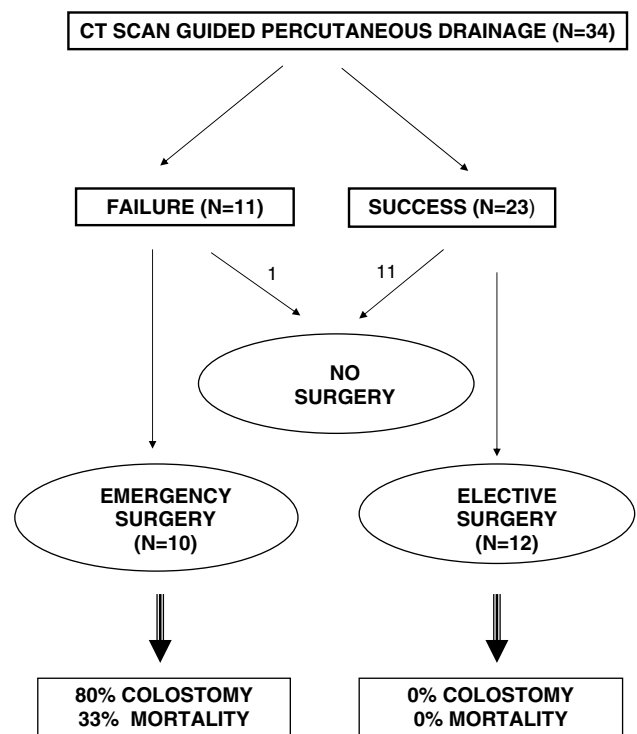 CT SCAN GUIDED PERCUTANEOUS DRAINAGE (N=34)
FAILURE (N=11)
SUCCESS (N=23)
1
11
NO
SURGERY
EMERGENCY
SURGERY
(N=10)
ELECTIVE
SURGERY
(N=12)
80% COLOSTOMY
33% MORTALITY
0% COLOSTOMY
0% MORTALITY